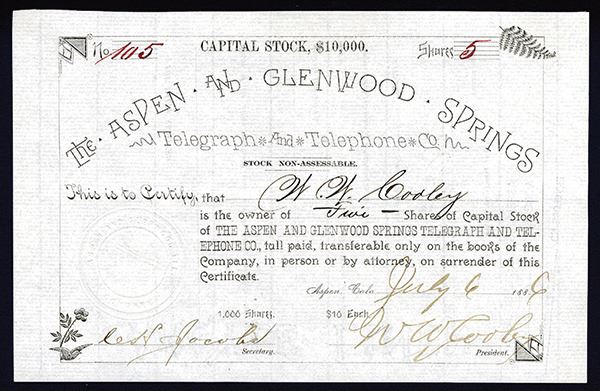 No. 105 CAPITAL STOCK, $10,000. Shares 5
The ASPEN AND GLENWOOD SPRINGS
Telegraph And Telephone Co.
STOCK NON-ASSESSABLE.
This is to Certify, that W. W. Cooley
is the owner of Five Shares of Capital Stock
of THE ASPEN AND GLENWOOD SPRINGS TELEGRAPH AND TEL-
EPHONE CO., full paid, transferable only on the books of the
Company, in person or by attorney, on surrender of this
Certificate.
Aspen, Colo. July 6 1886
1,000 Shares, $10 Each.
C H Jacobs W W Cooley
Secretary. President.